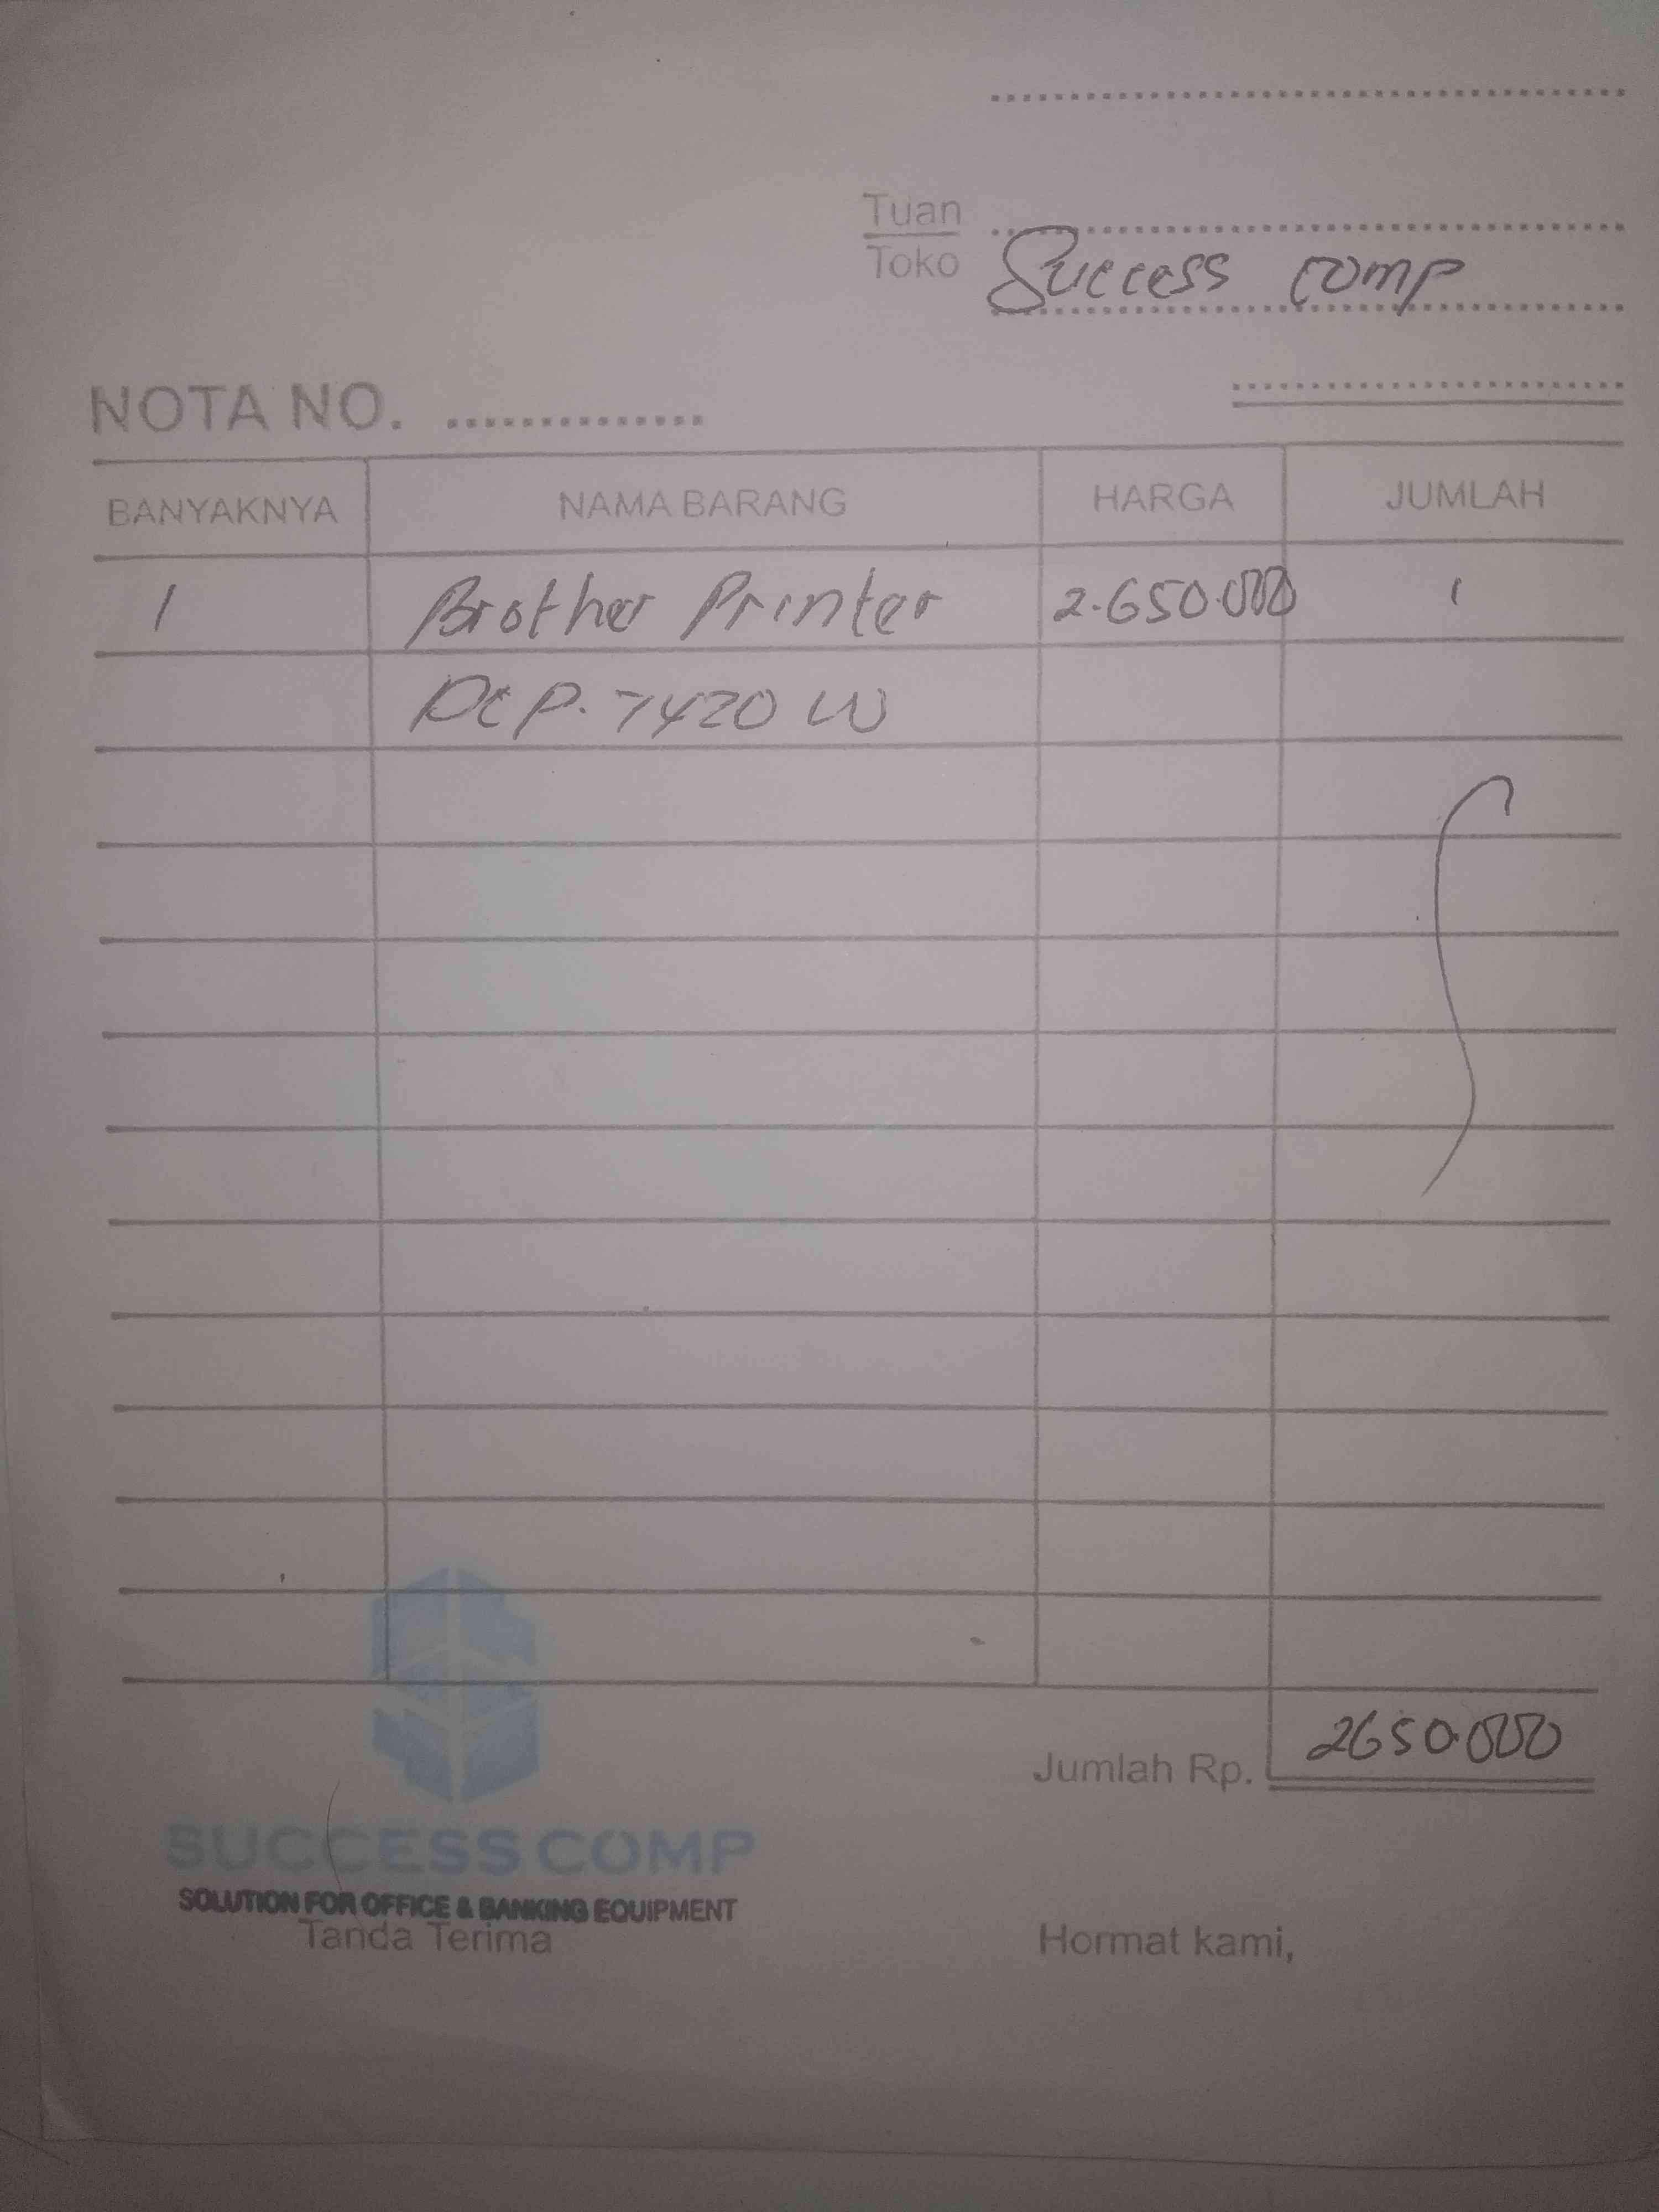 Tuan
Toko Success comp
NOTA NO.
BANYAKNYA NAMA BARANG HARGA JUMLAH
1 Brother Printer 2.650.000 1
DCP. 7420 W
Jumlah Rp. 2650.000
SUCCESS COMP
SOLUTION FOR OFFICE & BANKING EQUIPMENT
Tanda Terima Hormat kami,